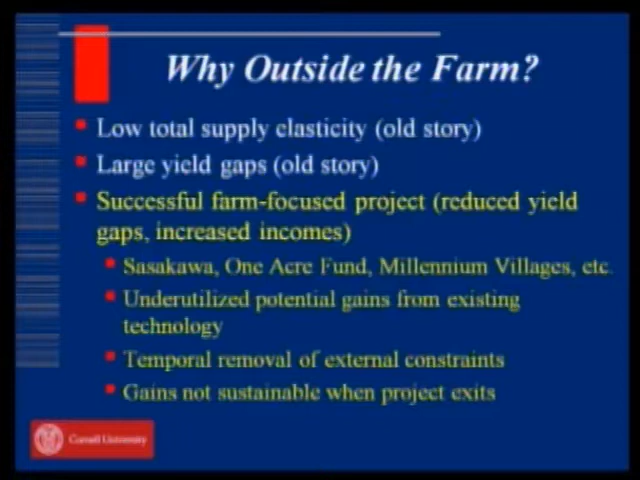 Why Outside the Farm?
Low total supply elasticity (old story)
Large yield gaps (old story)
Successful farm-focused project (reduced yield
gaps, increased incomes)
Sasakawa, One Acre Fund, Millennium Villages, etc.
Underutilized potential gains from existing
technology
Temporal removal of external constraints
Gains not sustainable when project exits
Cornell University